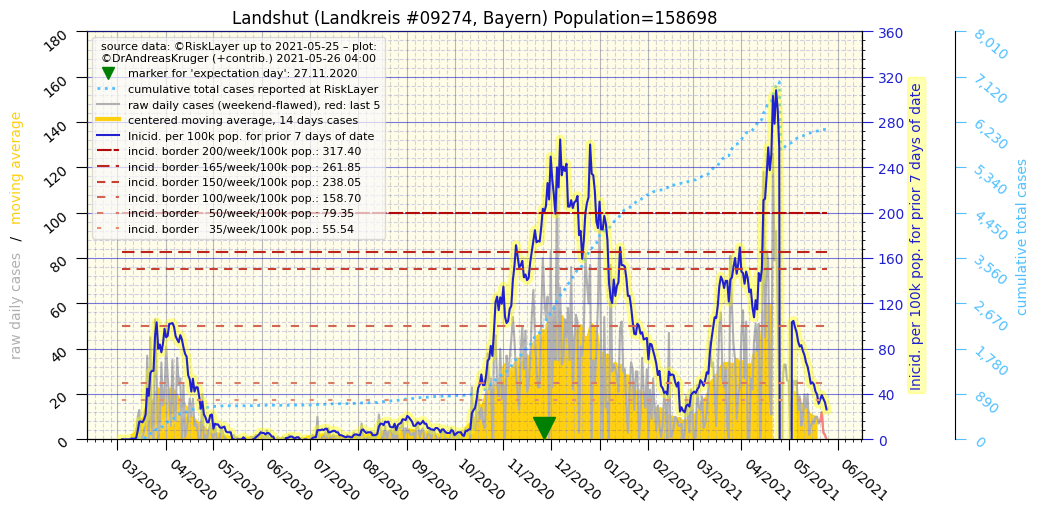 Landshut (Landkreis #09274, Bayern) Population=158698
source data: ©RiskLayer up to 2021-05-25 – plot:
©DrAndreasKruger (+contrib.) 2021-05-26 04:00
marker for 'expectation day': 27.11.2020
cumulative total cases reported at RiskLayer
raw daily cases (weekend-flawed), red: last 5
centered moving average, 14 days cases
Inicid. per 100k pop. for prior 7 days of date
incid. border 200/week/100k pop.: 317.40
incid. border 165/week/100k pop.: 261.85
incid. border 150/week/100k pop.: 238.05
incid. border 100/week/100k pop.: 158.70
incid. border 50/week/100k pop.: 79.35
incid. border 35/week/100k pop.: 55.54
raw daily cases / moving average
180
160
140
120
100
80
60
40
20
0
360
320
280
240
200
160
120
80
40
0
Inicid. per 100k pop. for prior 7 days of date
8,010
7,120
6,230
5,340
4,450
3,560
2,670
1,780
890
0
cumulative total cases
03/2020
04/2020
05/2020
06/2020
07/2020
08/2020
09/2020
10/2020
11/2020
12/2020
01/2021
02/2021
03/2021
04/2021
05/2021
06/2021